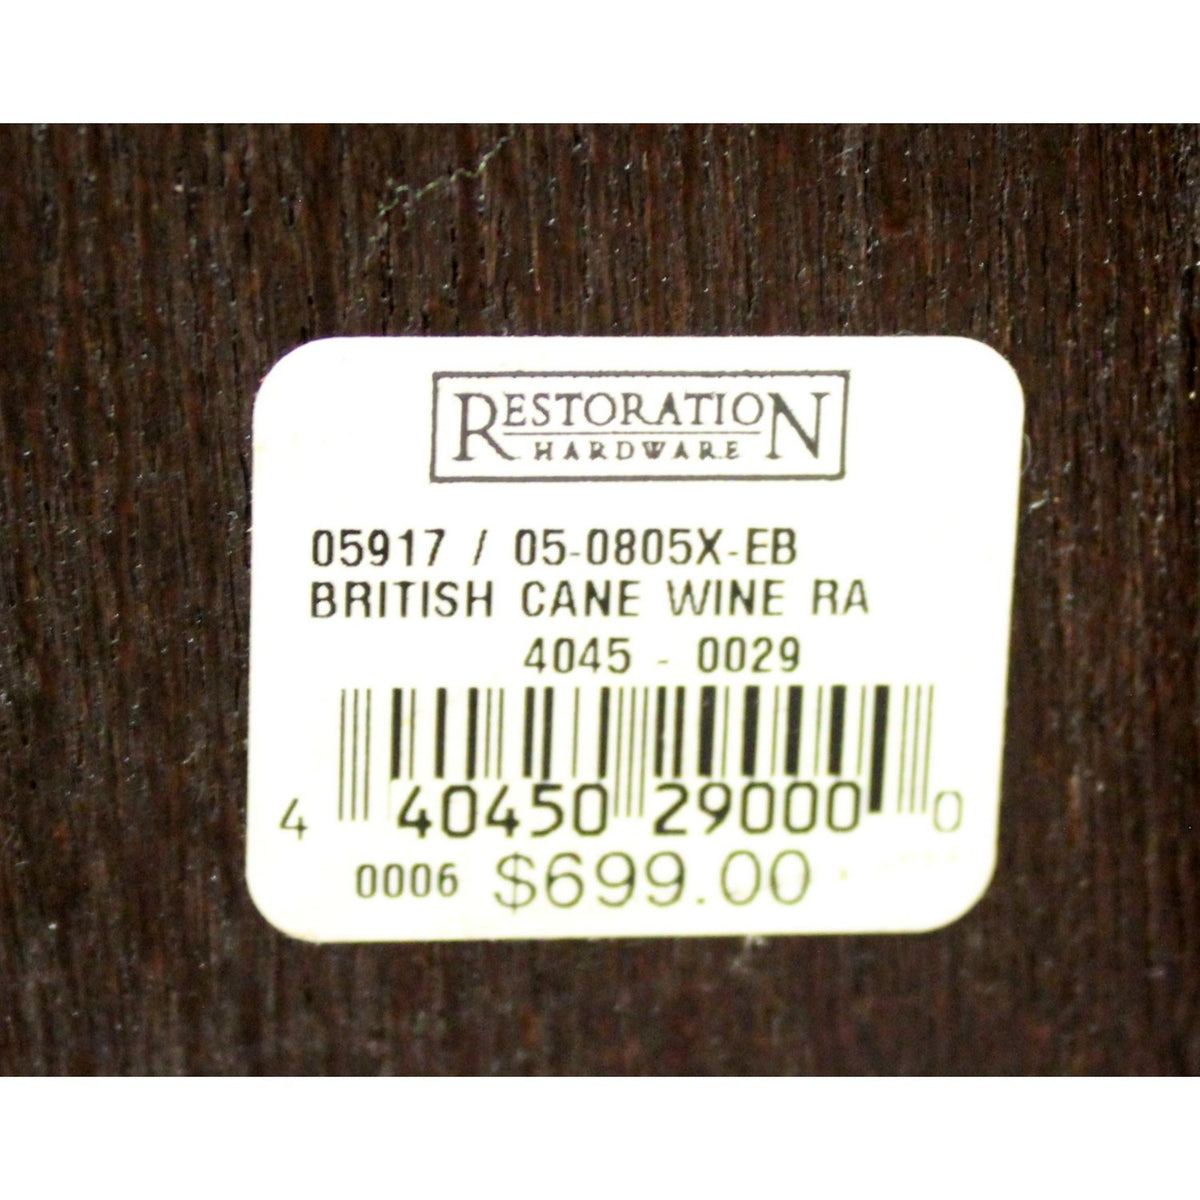 RESTORATION
HARDWARE
05917 / 05-0805X-EB
BRITISH CANE WINE RA
4045 - 0029
4 40450 29000 0
0006 $699.00